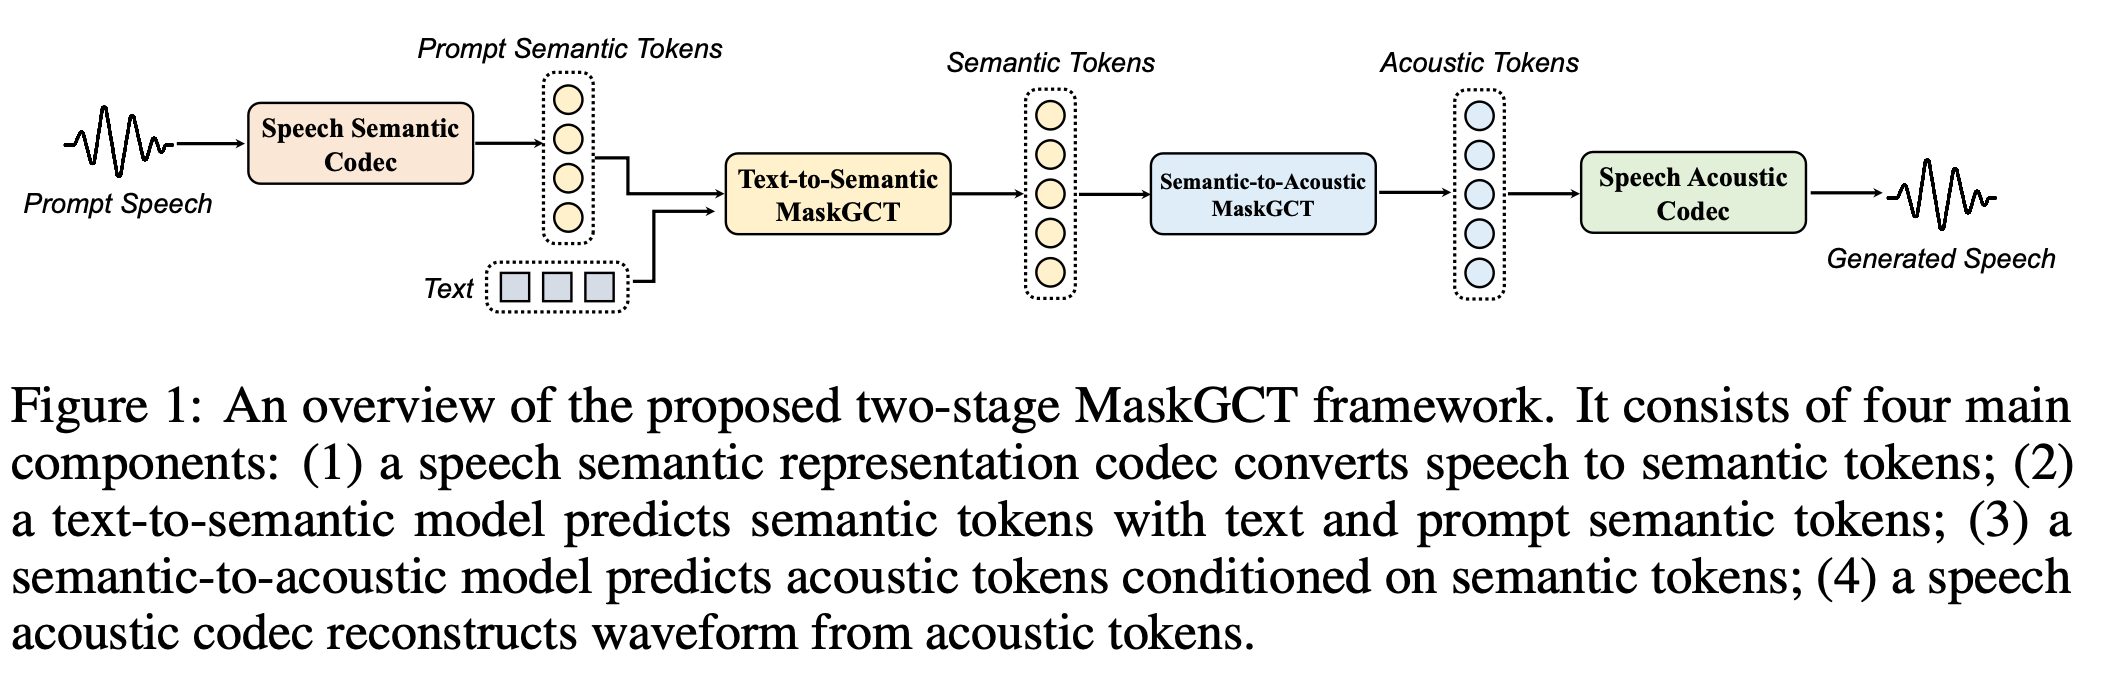 Prompt Semantic Tokens
Semantic Tokens
Acoustic Tokens
Speech Semantic
Codec
Prompt Speech
Text-to-Semantic
MaskGCT
Semantic-to-Acoustic
MaskGCT
Speech Acoustic
Codec
Text
Generated Speech
Figure 1: An overview of the proposed two-stage MaskGCT framework. It consists of four main
components: (1) a speech semantic representation codec converts speech to semantic tokens; (2)
a text-to-semantic model predicts semantic tokens with text and prompt semantic tokens; (3) a
semantic-to-acoustic model predicts acoustic tokens conditioned on semantic tokens; (4) a speech
acoustic codec reconstructs waveform from acoustic tokens.